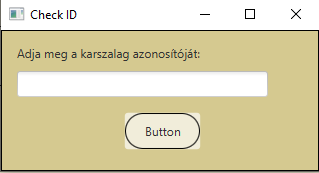 Check ID
Adja meg a karszalag azonosítóját:
Button